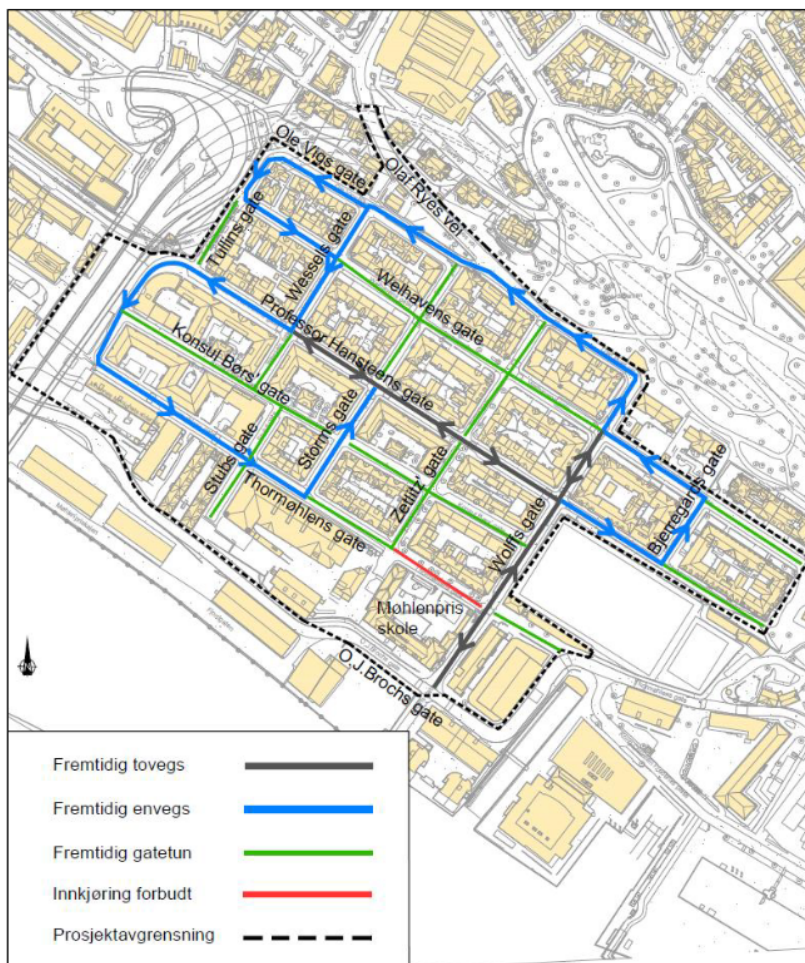 Ole Vigs gate
Olaf Ryes vei
Tullins gate
Wessels gate
Welhavens gate
Professor Hansteens gate
Konsul Børs' gate
Storms gate
Stubs gate
Zetlitz' gate
Wolffs gate
Bjerregårds gate
Thormøhlens gate
Møhlenpris
skole
O.J.Brochs gate
Fremtidig tovegs
Fremtidig envegs
Fremtidig gatetun
Innkjøring forbudt
Prosjektavgrensning